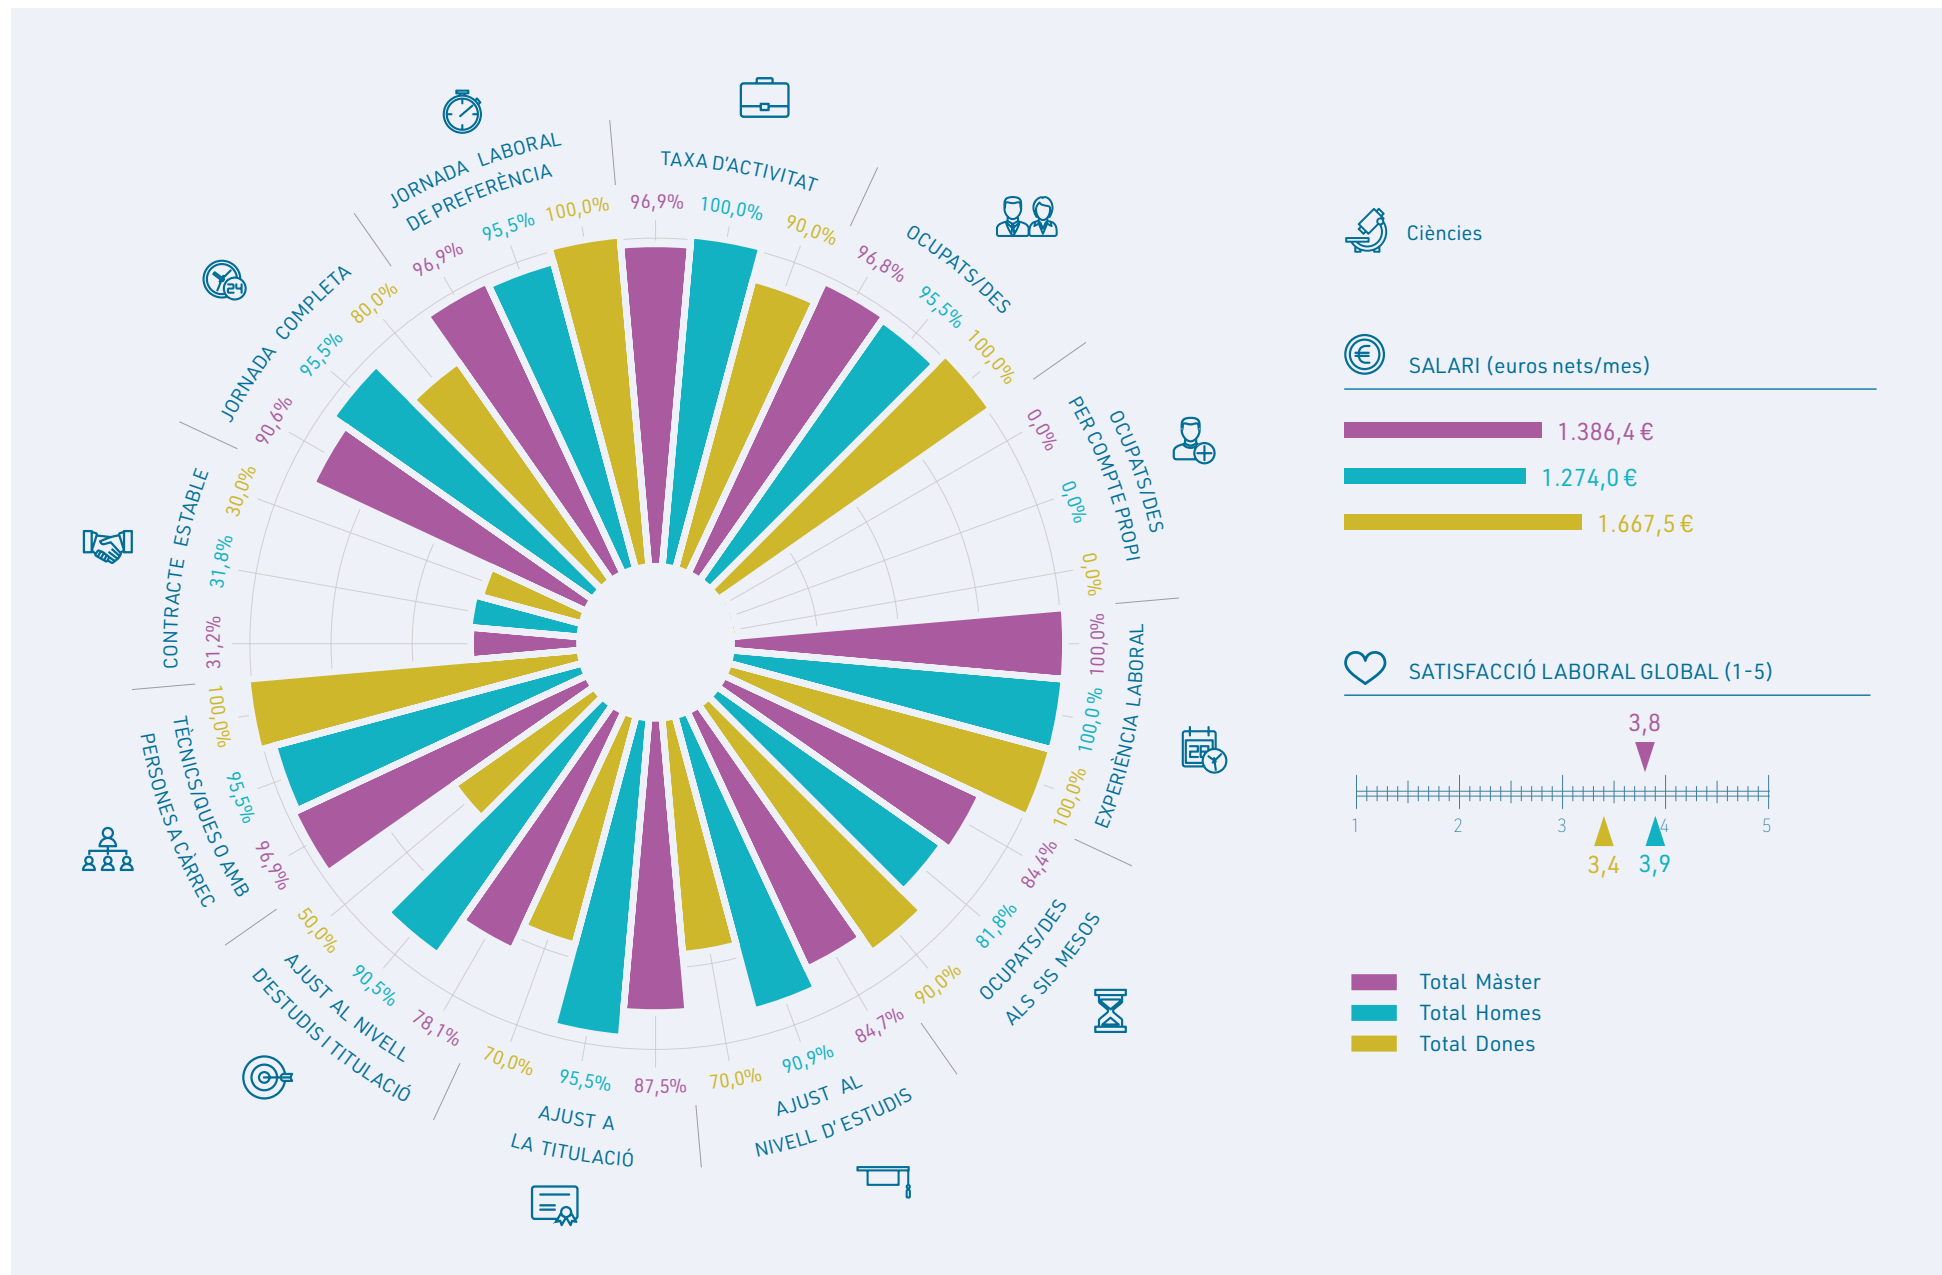 TAXA D'ACTIVITAT
96,9%
100,0%
90,0%
OCUPATS/DES
96,8%
95,5%
100,0%
OCUPATS/DES
PER COMPTE PROPI
0,0%
0,0%
0,0%
EXPERIÈNCIA LABORAL
100,0%
100,0 %
100,0%
OCUPATS/DES
ALS SIS MESOS
84,4%
81,8%
90,0%
AJUST AL
NIVELL D' ESTUDIS
84,7%
90,9%
70,0%
AJUST A
LA TITULACIÓ
87,5%
95,5%
70,0%
AJUST AL NIVELL
D'ESTUDIS I TITULACIÓ
78,1%
90,5%
50,0%
TÈCNICS/QUES O AMB
PERSONES A CÀRREC
96,9%
95,5%
100,0%
CONTRACTE ESTABLE
31,2%
31,8%
30,0%
JORNADA COMPLETA
90,6%
95,5%
80,0%
JORNADA LABORAL
DE PREFERÈNCIA
96,9%
95,5%
100,0%
24
28
Ciències
SALARI (euros nets/mes)
1.386,4 €
1.274,0 €
1.667,5 €
SATISFACCIÓ LABORAL GLOBAL (1-5)
3,8
1 2 3 4 5
3,4 3,9
Total Màster
Total Homes
Total Dones